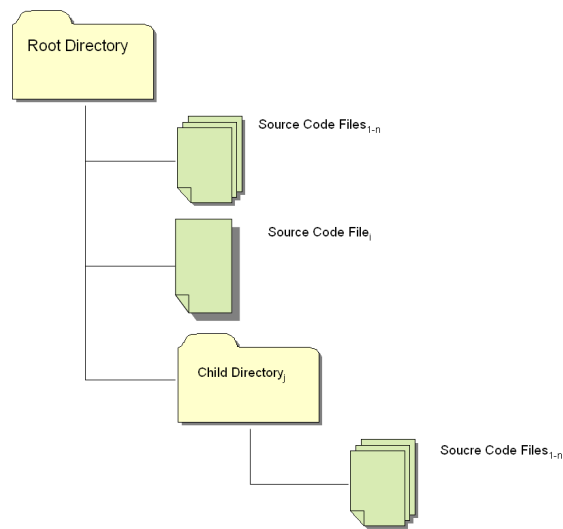 Root Directory
Source Code Files1-n
Source Code Filei
Child Directoryj
Soucre Code Files1-n